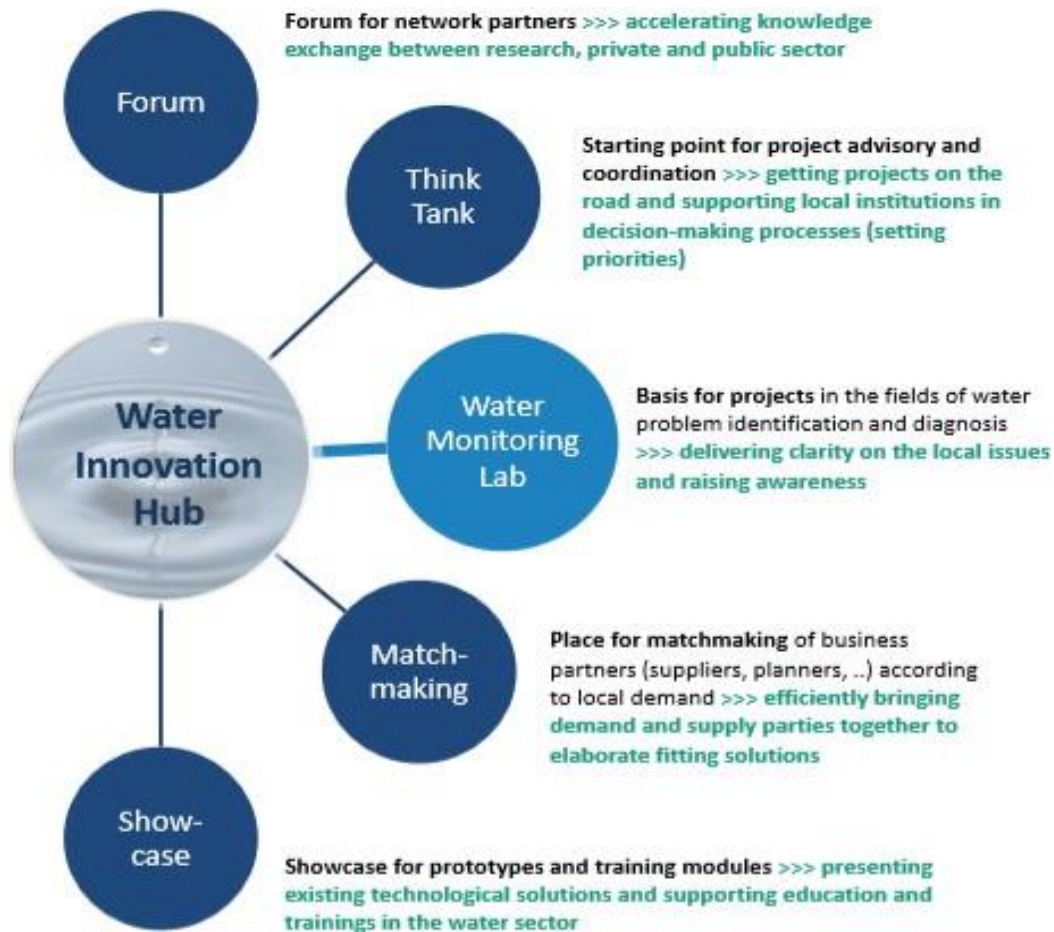 Forum for network partners >>> accelerating knowledge
exchange between research, private and public sector
Forum
Starting point for project advisory and
coordination >>> getting projects on the
road and supporting local institutions in
decision-making processes (setting
priorities)
Think
Tank
Water
Innovation
Hub
Water
Monitoring
Lab
Basis for projects in the fields of water
problem identification and diagnosis
>>> delivering clarity on the local issues
and raising awareness
Match-
making
Place for matchmaking of business
partners (suppliers, planners, ..) according
to local demand >>> efficiently bringing
demand and supply parties together to
elaborate fitting solutions
Show-
case
Showcase for prototypes and training modules >>> presenting
existing technological solutions and supporting education and
trainings in the water sector